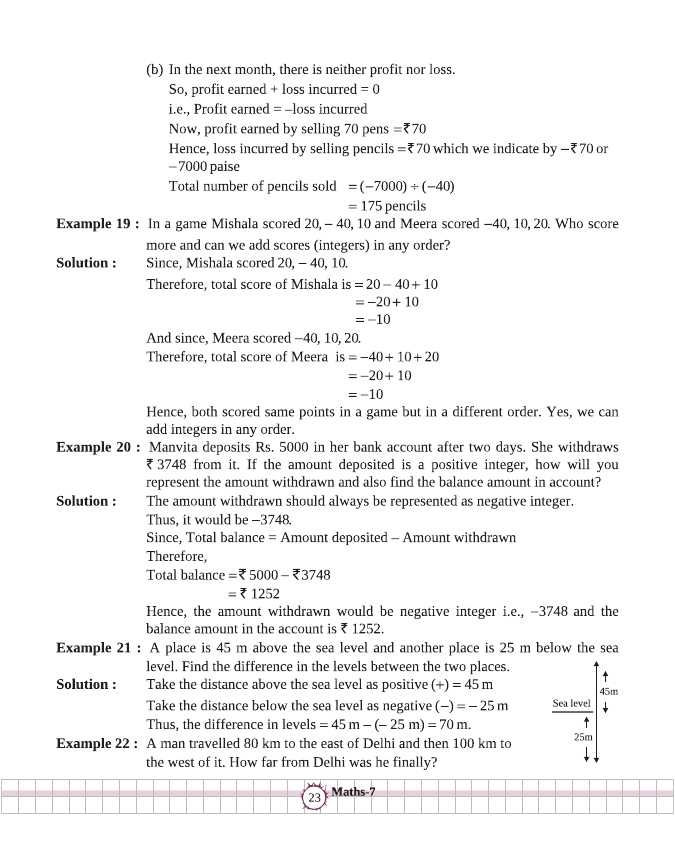 (b) In the next month, there is neither profit nor loss.
So, profit earned + loss incurred = 0
i.e., Profit earned = –loss incurred
Now, profit earned by selling 70 pens =₹70
Hence, loss incurred by selling pencils =₹70 which we indicate by −₹70 or
−7000 paise
Total number of pencils sold = (−7000) ÷ (−40)
= 175 pencils
Example 19 : In a game Mishala scored 20, − 40, 10 and Meera scored −40, 10, 20. Who score
more and can we add scores (integers) in any order?
Solution : Since, Mishala scored 20, − 40, 10.
Therefore, total score of Mishala is = 20 − 40 + 10
= −20 + 10
= −10
And since, Meera scored −40, 10, 20.
Therefore, total score of Meera is = −40 + 10 + 20
= −20 + 10
= −10
Hence, both scored same points in a game but in a different order. Yes, we can
add integers in any order.
Example 20 : Manvita deposits Rs. 5000 in her bank account after two days. She withdraws
₹ 3748 from it. If the amount deposited is a positive integer, how will you
represent the amount withdrawn and also find the balance amount in account?
Solution : The amount withdrawn should always be represented as negative integer.
Thus, it would be −3748.
Since, Total balance = Amount deposited – Amount withdrawn
Therefore,
Total balance =₹ 5000 − ₹3748
= ₹ 1252
Hence, the amount withdrawn would be negative integer i.e., −3748 and the
balance amount in the account is ₹ 1252.
Example 21 : A place is 45 m above the sea level and another place is 25 m below the sea
level. Find the difference in the levels between the two places.
Solution : Take the distance above the sea level as positive (+) = 45 m
45m
Take the distance below the sea level as negative (−) = − 25 m
Sea level
Thus, the difference in levels = 45 m − (− 25 m) = 70 m.
25m
Example 22 : A man travelled 80 km to the east of Delhi and then 100 km to
the west of it. How far from Delhi was he finally?
23 Maths-7